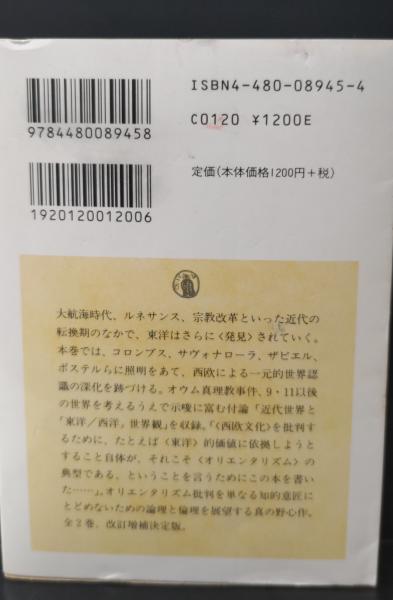 ISBN4-480-08945-4
9784480089458
C0120 ¥1200E
定価(本体価格1200円+税)
1920120012006
大航海時代、ルネサンス、宗教改革といった近代の
転換期のなかで、東洋はさらに〈発見〉されていく。
本巻では、コロンブス、サヴォナローラ、ザビエル、
ポステルらに照明をあて、西欧による一元的世界認
識の深化を跡づける。オウム真理教事件、9・11以後
の世界を考えるうえで示唆に富む付論「近代世界と
「東洋/西洋」世界観」を収録。「〈西欧文化〉を批判す
るために、たとえば〈東洋〉的価値に依拠しようと
すること自体が、それこそ〈オリエンタリズム〉の
典型である、ということを言うためにこの本を書い
た……」。オリエンタリズム批判を単なる知的意匠に
とどめないための論理と倫理を展望する真の野心作。
全2巻、改訂増補決定版。